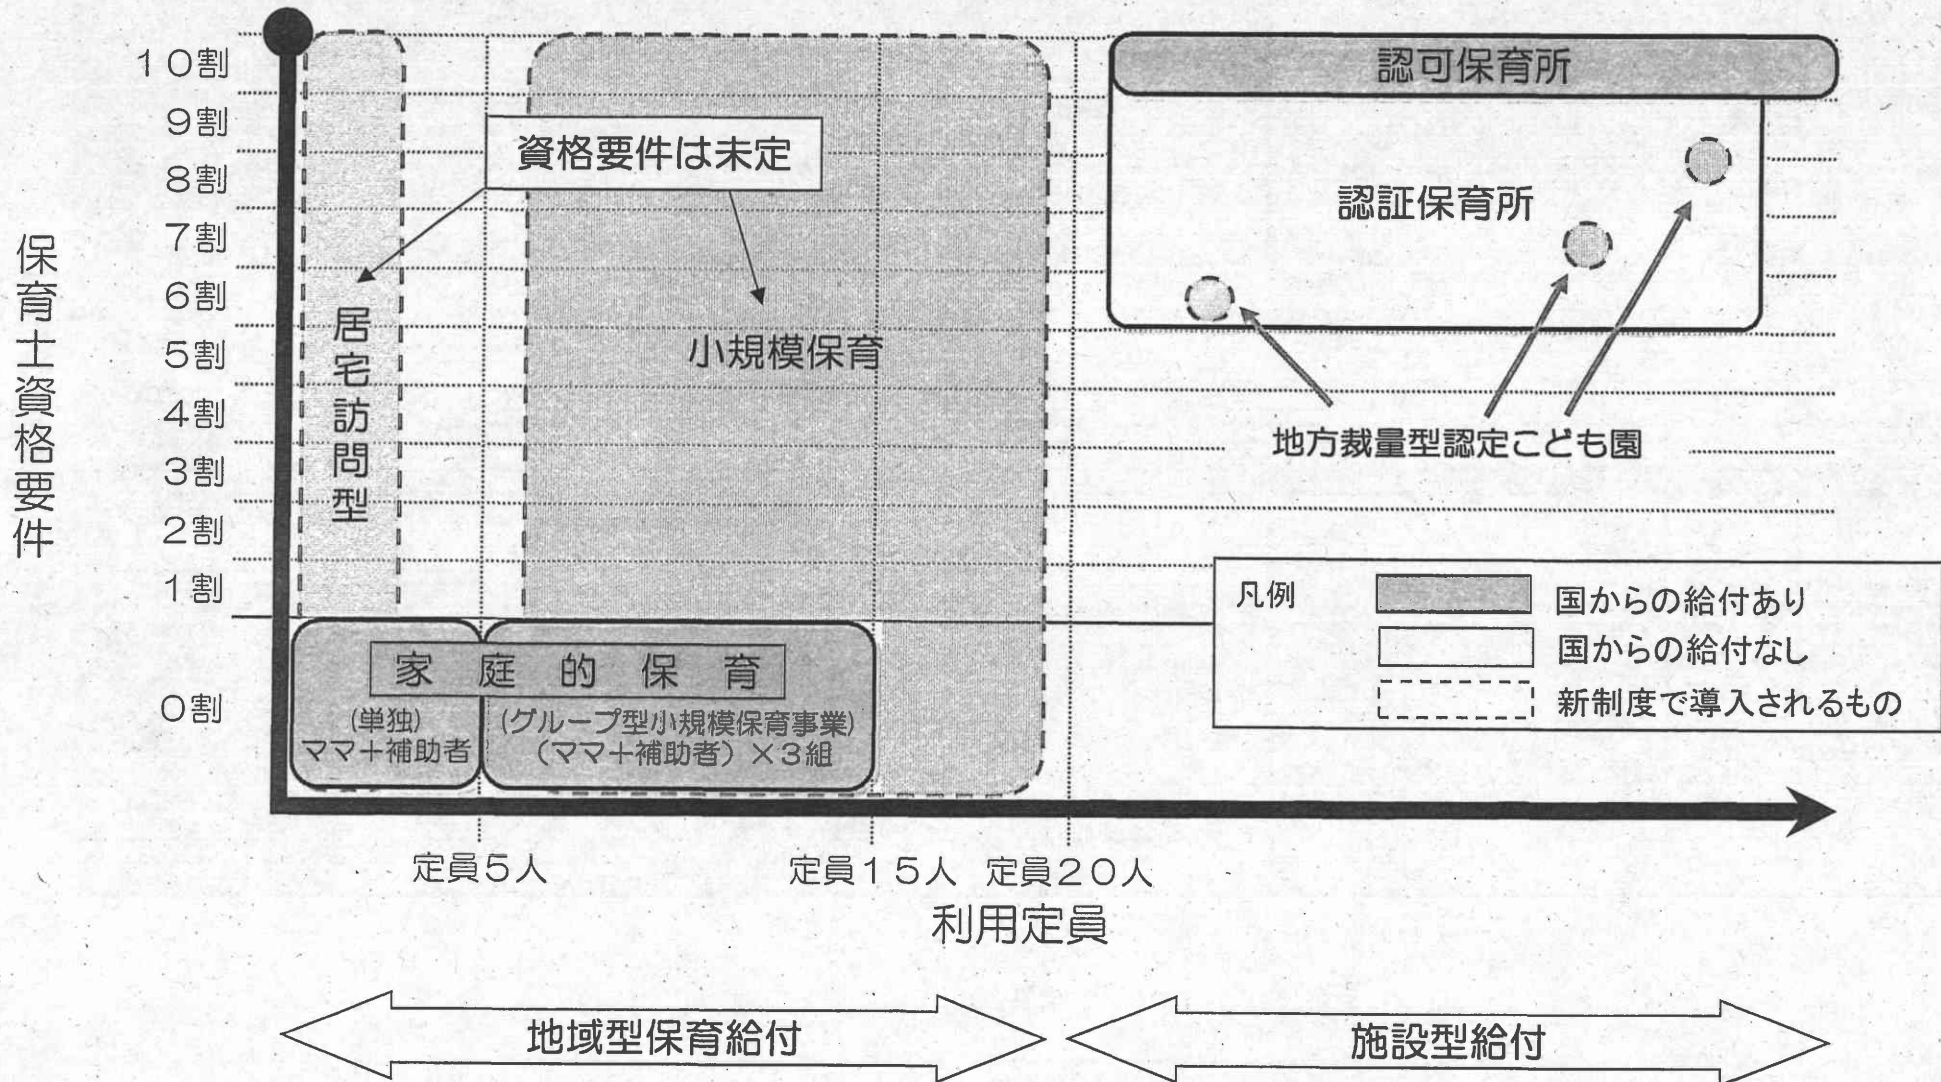 保育士資格要件
10割
9割
8割
7割
6割
5割
4割
3割
2割
1割
0割
認可保育所
資格要件は未定
認証保育所
居宅訪問型
小規模保育
地方裁量型認定こども園
凡例
国からの給付あり
国からの給付なし
新制度で導入されるもの
家庭的保育
(単独)
ママ+補助者
(グループ型小規模保育事業)
(ママ+補助者)×3組
定員5人
定員15人
定員20人
利用定員
地域型保育給付
施設型給付